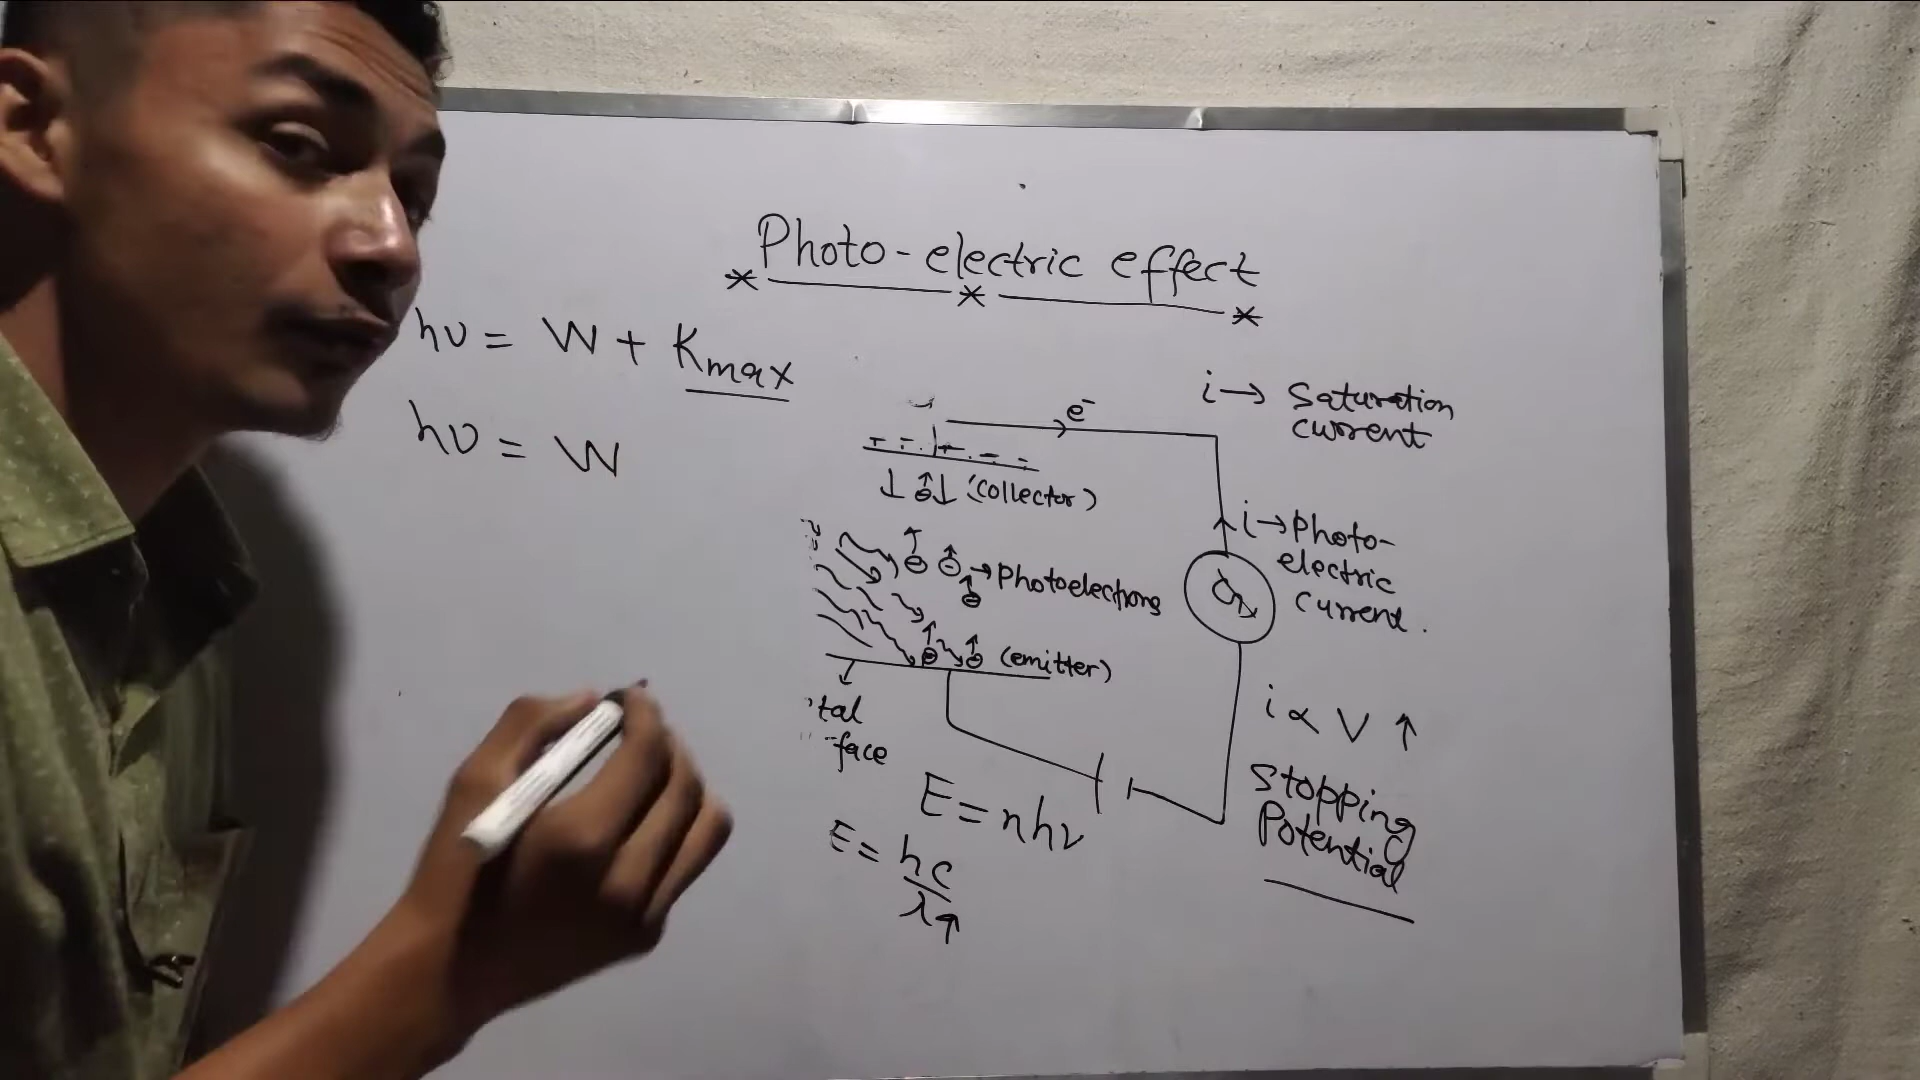 Photo-electric effect
hν = W + Kmax
hν = W
i → Saturation
current
e⁻
(Collector)
i → Photo-
electric
current.
→ Photoelectrons
(emitter)
tal
face
i ∝ V ↑
Stopping
Potential
E = nhν
E = hc/λ↑